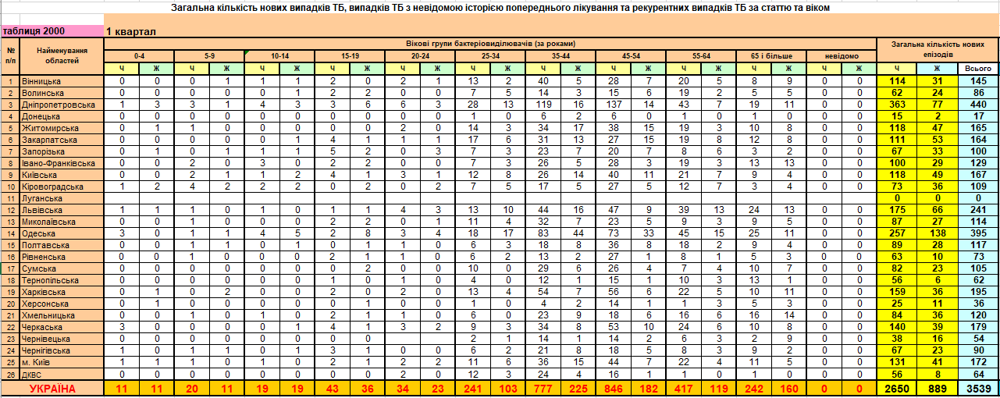 Загальна кількість нових випадків ТБ, випадків ТБ з невідомою історією попереднього лікування та рекурентних випадків ТБ за статтю та віком
таблиця 2000 1 квартал
№ п/п Найменування областей Вікові групи бактеріовиділювачів (за роками) Загальна кількість нових епізодів
0-4 5-9 10-14 15-19 20-24 25-34 35-44 45-54 55-64 65 і більше невідомо
Ч Ж Ч Ж Ч Ж Ч Ж Ч Ж Ч Ж Ч Ж Ч Ж Ч Ж Ч Ж Ч Ж Ч Ж Всього
1 Вінницька 0 0 0 1 1 1 2 0 2 1 13 2 40 5 28 7 20 5 8 9 0 0 114 31 145
2 Волинська 0 0 0 0 0 1 2 2 0 0 7 5 14 3 15 6 19 2 5 5 0 0 62 24 86
3 Дніпропетровська 1 3 3 1 4 3 3 6 6 3 28 13 119 16 137 14 43 7 19 11 0 0 363 77 440
4 Донецька 0 0 0 0 0 0 0 0 0 0 1 0 6 2 6 0 1 0 1 0 0 0 15 2 17
5 Житомирська 0 1 1 0 0 0 0 0 2 0 14 3 34 17 38 15 19 3 10 8 0 0 118 47 165
6 Закарпатська 0 0 0 0 0 1 4 1 1 1 17 6 31 13 27 15 19 8 12 8 0 0 111 53 164
7 Запорізька 0 1 0 1 1 1 5 2 0 3 7 3 23 7 20 7 8 6 3 2 0 0 67 33 100
8 Івано-Франківська 0 0 2 0 3 0 2 2 0 0 7 3 26 5 28 3 19 3 13 13 0 0 100 29 129
9 Київська 0 0 2 1 1 2 4 1 3 1 12 8 26 14 40 11 21 7 9 4 0 0 118 49 167
10 Кіровоградська 1 2 4 2 2 2 0 2 0 2 7 5 17 5 27 5 12 7 3 4 0 0 73 36 109
11 Луганська 0 0 0
12 Львівська 1 1 1 0 1 0 1 1 4 3 13 10 44 16 47 9 39 13 24 13 0 0 175 66 241
13 Миколаївська 0 0 1 0 0 0 2 2 0 1 11 4 32 7 23 5 9 3 9 5 0 0 87 27 114
14 Одеська 3 0 1 1 4 5 2 8 3 4 18 17 83 44 73 33 45 15 25 11 0 0 257 138 395
15 Полтавська 0 0 1 1 0 1 0 1 1 0 6 3 18 8 36 8 18 2 9 4 0 0 89 28 117
16 Рівненська 0 0 1 0 0 0 2 1 1 0 6 2 13 2 27 1 8 1 5 3 0 0 63 10 73
17 Сумська 0 0 0 0 0 0 0 2 0 0 10 0 29 6 26 4 7 4 10 7 0 0 82 23 105
18 Тернопільська 0 0 0 0 0 0 1 0 1 0 4 0 12 1 15 1 10 3 13 1 0 0 56 6 62
19 Харківська 0 1 0 2 0 0 2 0 2 0 13 4 54 7 56 6 22 5 10 11 0 0 159 36 195
20 Херсонська 0 1 0 0 0 0 0 1 0 0 1 0 4 2 14 1 1 3 5 3 0 0 25 11 36
21 Хмельницька 0 0 1 0 1 0 2 1 1 0 6 0 23 9 18 6 16 6 16 14 0 0 84 36 120
22 Черкаська 3 0 0 0 0 1 4 1 3 2 9 3 34 8 53 10 24 6 10 8 0 0 140 39 179
23 Чернівецька 0 0 0 0 0 0 0 0 2 1 14 1 14 2 6 3 2 9 0 0 38 16 54
24 Чернігівська 1 0 1 1 0 1 3 1 0 0 6 2 21 8 18 5 8 3 9 2 0 0 67 23 90
25 м. Київ 1 1 1 0 1 0 2 1 2 2 11 6 36 15 44 7 22 4 11 5 0 0 131 41 172
26 ДКВС 0 0 0 0 0 0 0 0 2 0 12 3 24 4 16 1 1 0 1 0 0 0 56 8 64
УКРАЇНА 11 11 20 11 19 19 43 36 34 23 241 103 777 225 846 182 417 119 242 160 0 0 2650 889 3539